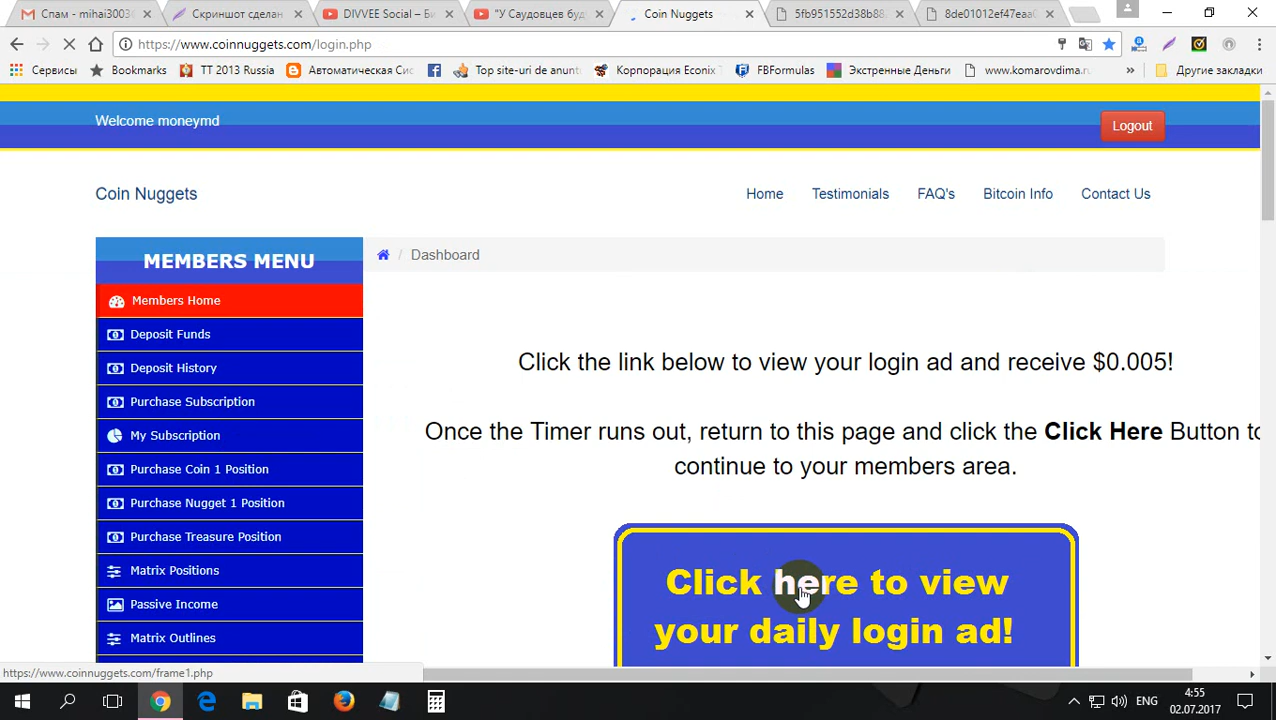 Спам - mihai3003
Скриншот сделан
DIVVEE Social – Би
"У Саудовцев буд
Coin Nuggets
5fb951552d38b88
8de01012ef47eaa0
https://www.coinnuggets.com/login.php
Сервисы
Bookmarks
TT 2013 Russia
Автоматическая Сис
Top site-uri de anunt
Корпорация Econix
FBFormulas
Экстренные Деньги
www.komarovdima.r
»
Другие закладки
Welcome moneymd
Logout
Coin Nuggets
Home
Testimonials
FAQ's
Bitcoin Info
Contact Us
MEMBERS MENU
/ Dashboard
Members Home
Deposit Funds
Deposit History
Purchase Subscription
My Subscription
Purchase Coin 1 Position
Purchase Nugget 1 Position
Purchase Treasure Position
Matrix Positions
Passive Income
Matrix Outlines
Click the link below to view your login ad and receive $0.005!
Once the Timer runs out, return to this page and click the Click Here Button to
continue to your members area.
Click here to view
your daily login ad!
https://www.coinnuggets.com/frame1.php
ENG
4:55
02.07.2017